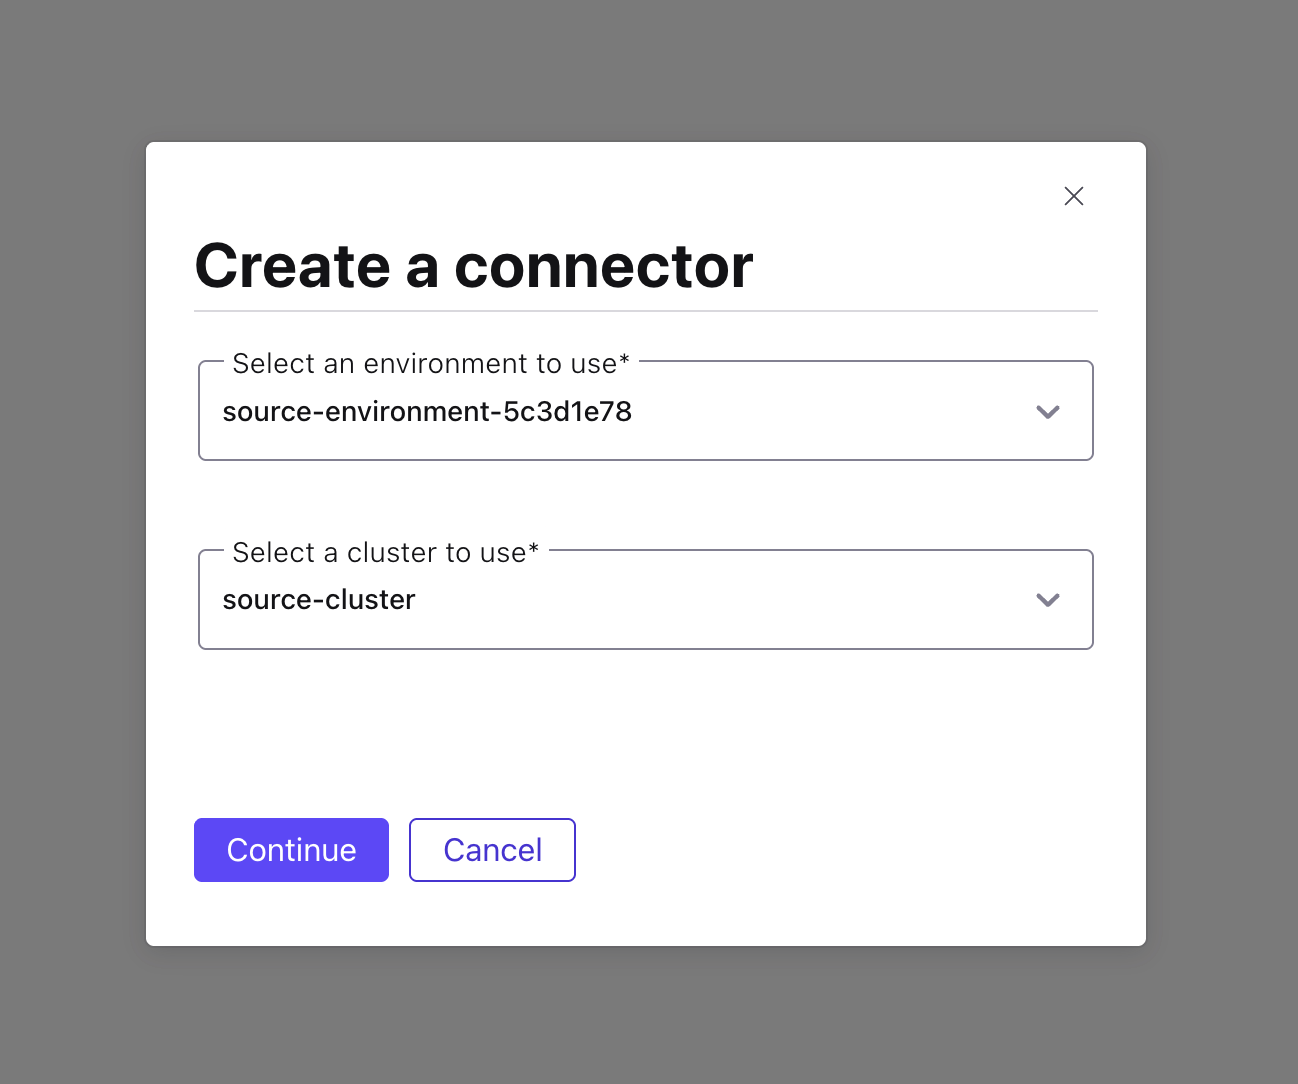 Create a connector
Select an environment to use*
source-environment-5c3d1e78
Select a cluster to use*
source-cluster
Continue
Cancel